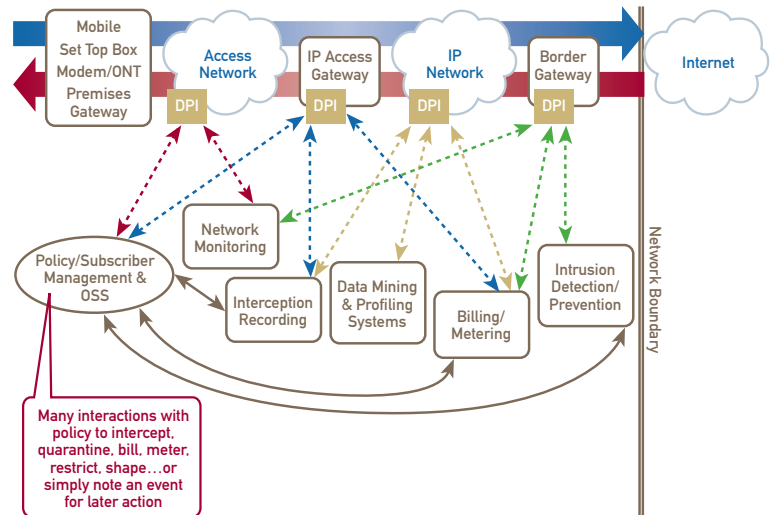 Mobile
Set Top Box
Modem/ONT
Premises
Gateway
Access
Network
IP Access
Gateway
IP
Network
Border
Gateway
Internet
DPI
DPI
DPI
DPI
Network
Monitoring
Policy/Subscriber
Management &
OSS
Interception
Recording
Data Mining
& Profiling
Systems
Billing/
Metering
Intrusion
Detection/
Prevention
Network Boundary
Many interactions with
policy to intercept,
quarantine, bill, meter,
restrict, shape...or
simply note an event
for later action